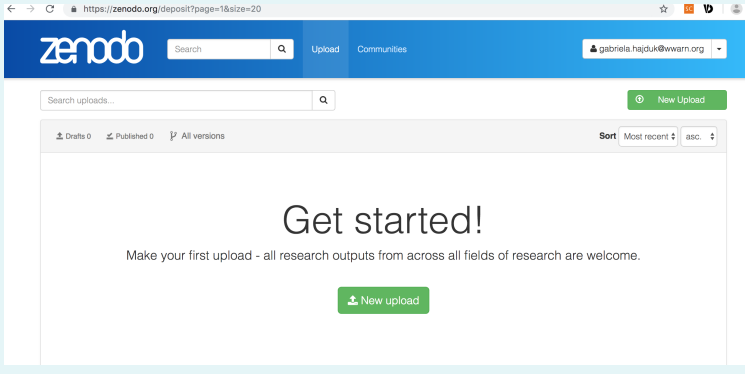 https://zenodo.org/deposit?page=1&size=20
SC
zenodo
Search
Upload
Communities
gabriela.hajduk@wwarn.org
Search uploads...
New Upload
Drafts 0
Published 0
All versions
Sort
Most recent
asc.
Get started!
Make your first upload - all research outputs from across all fields of research are welcome.
New upload